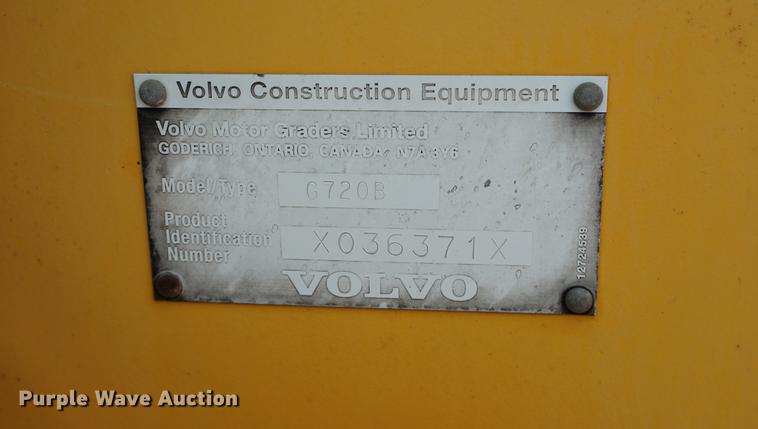 Volvo Construction Equipment
Volvo Motor Graders Limited
GODERICH, ONTARIO, CANADA N7A 3Y6
Model/Type G720B
Product
Identification
Number X036371X
VOLVO
12724539
Purple Wave Auction